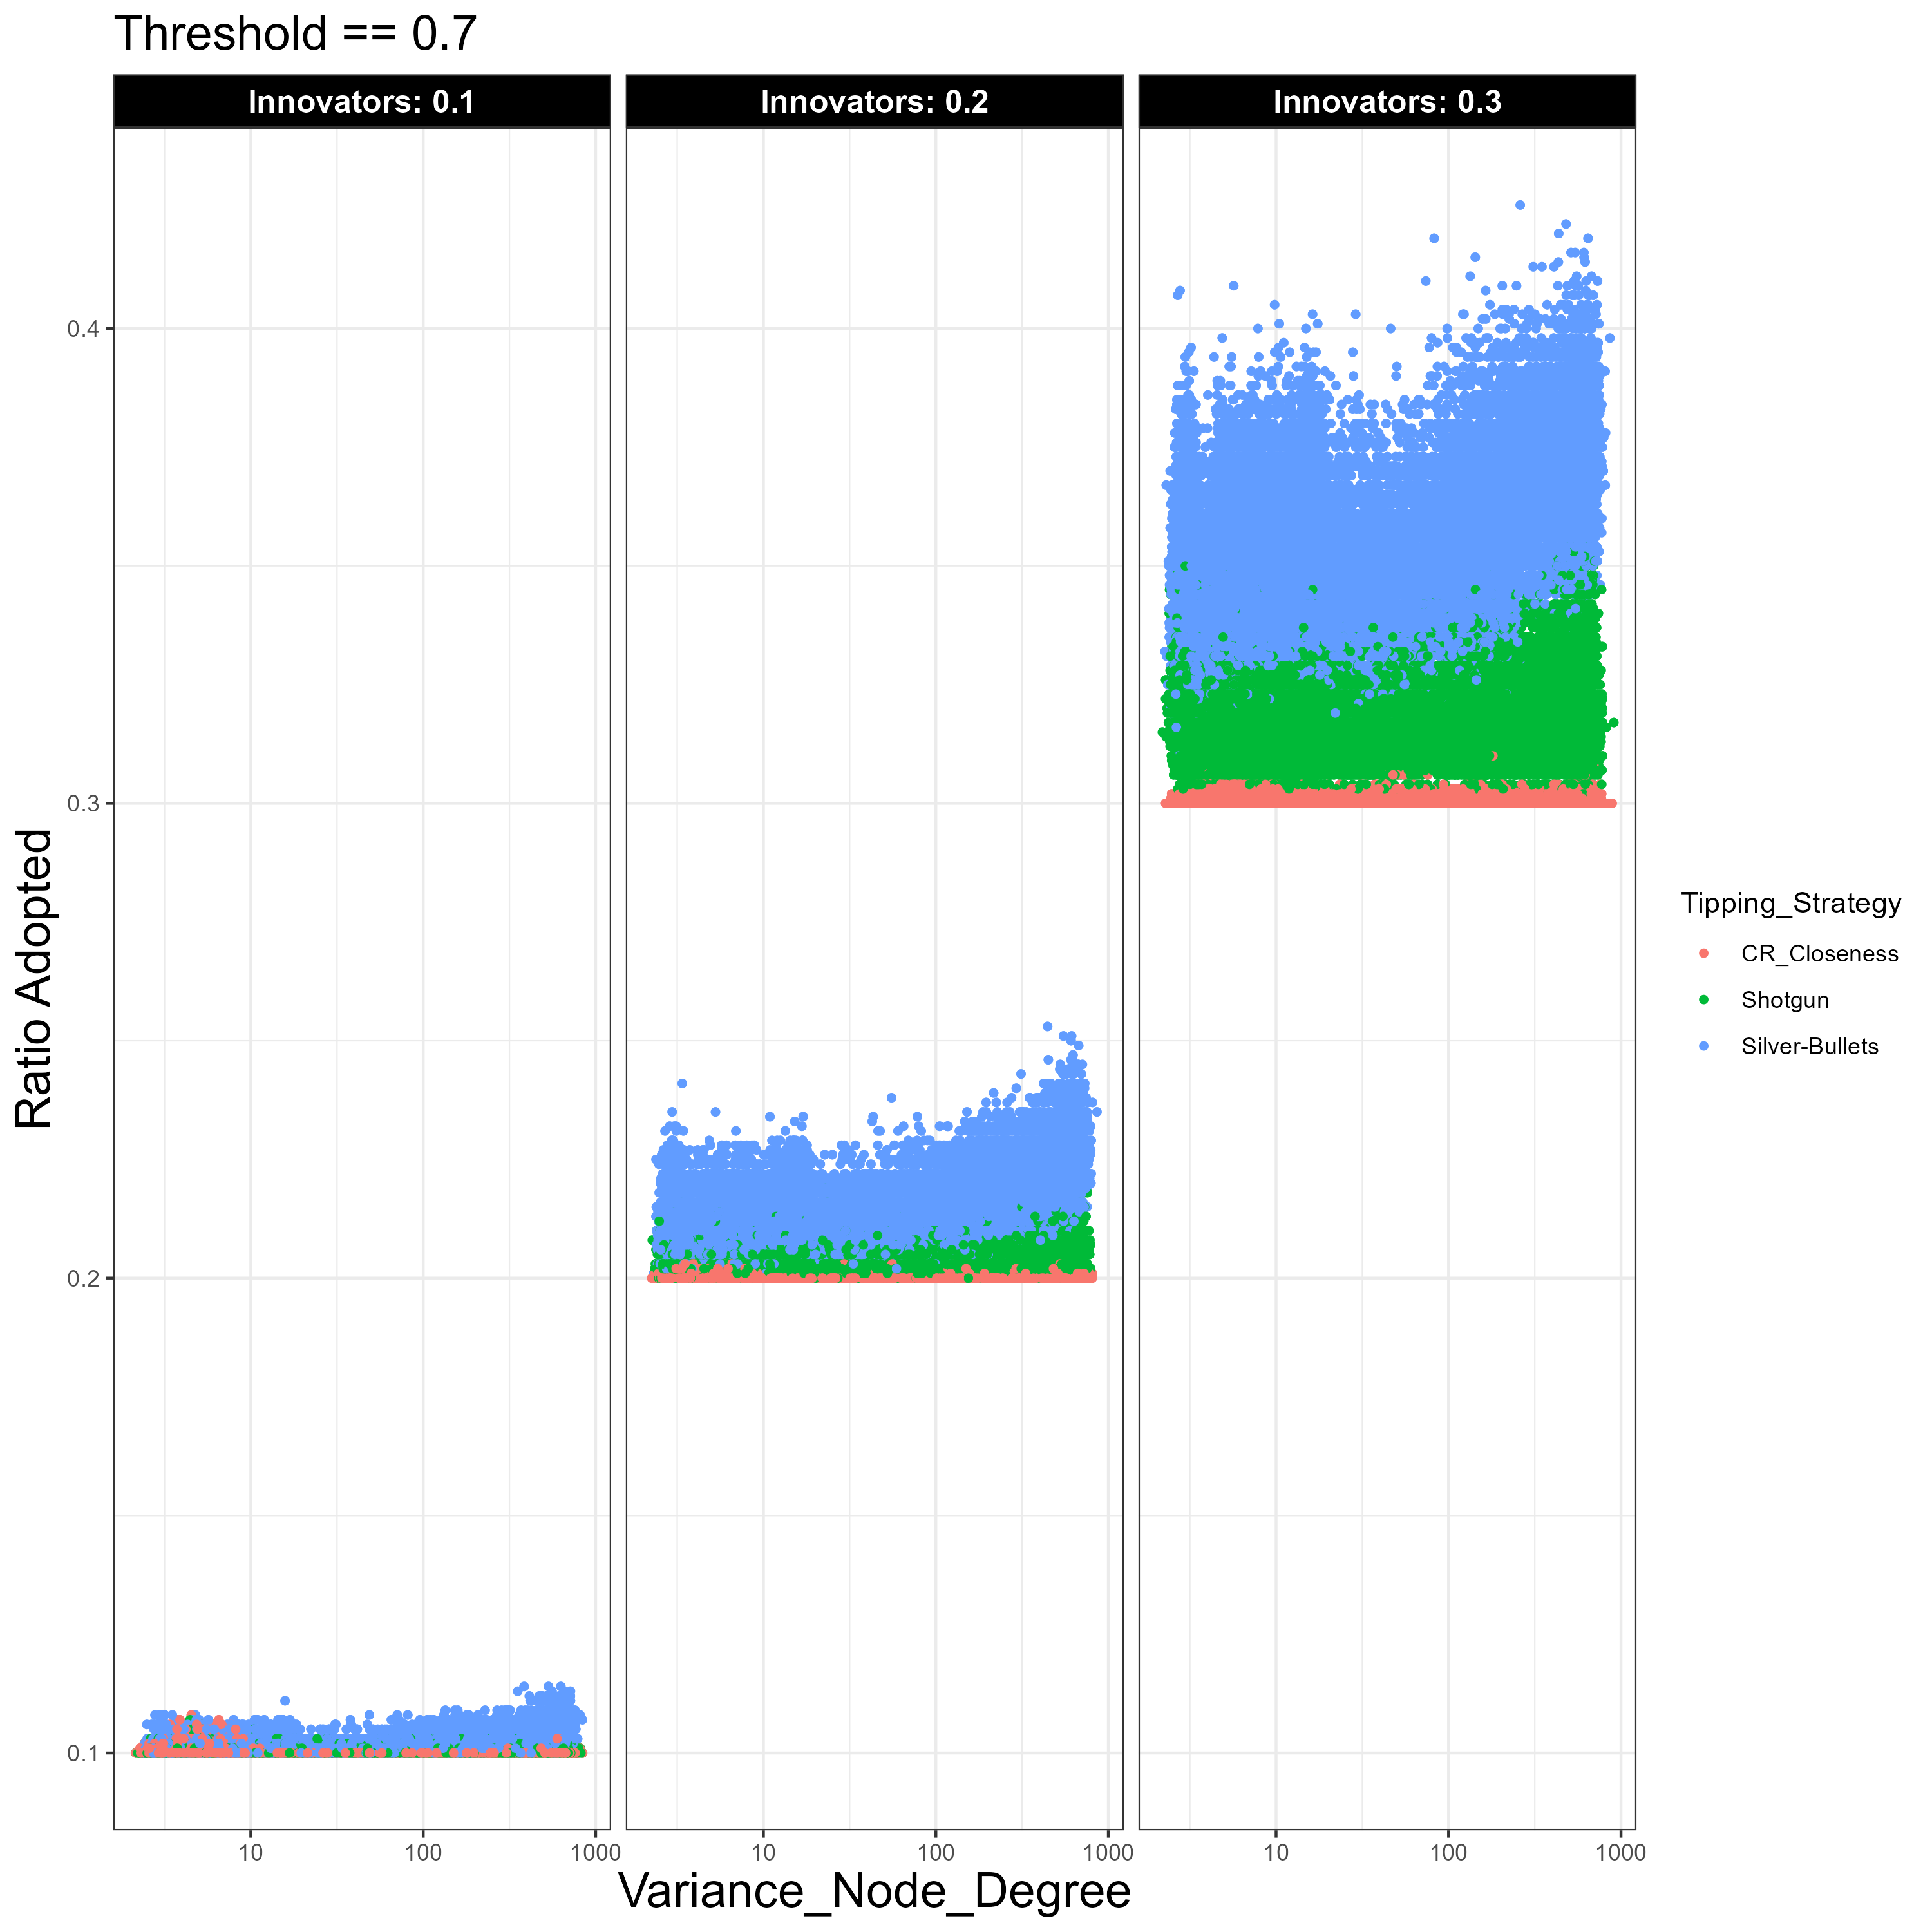 Threshold == 0.7
Innovators: 0.1
Innovators: 0.2
Innovators: 0.3
Ratio Adopted
0.4
0.3
0.2
0.1
10
100
1000
10
100
1000
10
100
1000
Variance_Node_Degree
Tipping_Strategy
CR_Closeness
Shotgun
Silver-Bullets